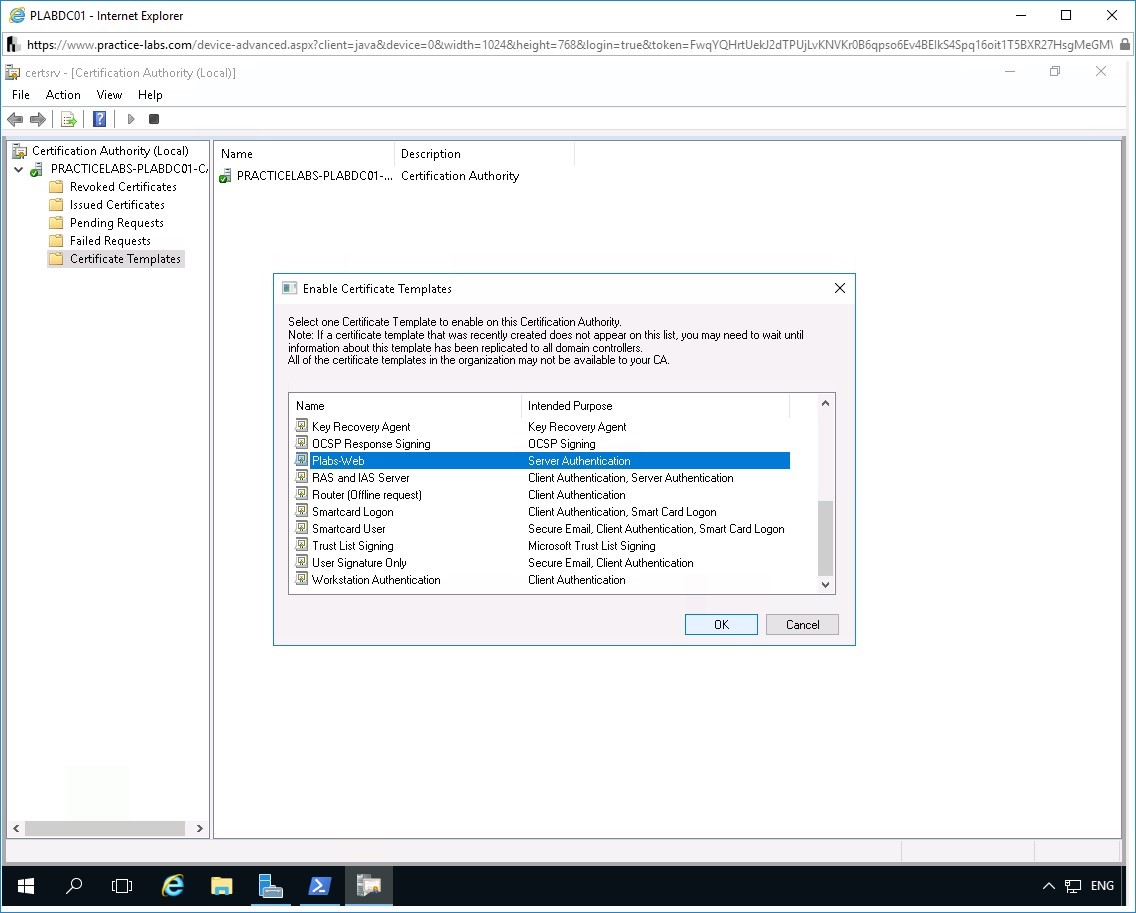 PLABDC01 - Internet Explorer
https://www.practice-labs.com/device-advanced.aspx?client=java&device=0&width=1024&height=768&login=true&token=
certsrv - [Certification Authority (Local)]
File Action View Help
Certification Authority (Local)
PRACTICELABS-PLABDC01-CA
Revoked Certificates
Issued Certificates
Pending Requests
Failed Requests
Certificate Templates
Name Description
PRACTICELABS-PLABDC01-... Certification Authority
Enable Certificate Templates
Select one Certificate Template to enable on this Certification Authority.
Note: If a certificate template that was recently created does not appear on this list, you may need to wait until
information about this template has been replicated to all domain controllers.
All of the certificate templates in the organization may not be available to your CA.
Name Intended Purpose
Key Recovery Agent Key Recovery Agent
OCSP Response Signing OCSP Signing
Plabs-Web Server Authentication
RAS and IAS Server Client Authentication, Server Authentication
Router (Offline request) Client Authentication
Smartcard Logon Client Authentication, Smart Card Logon
Smartcard User Secure Email, Client Authentication, Smart Card Logon
Trust List Signing Microsoft Trust List Signing
User Signature Only Secure Email, Client Authentication
Workstation Authentication Client Authentication
OK Cancel
ENG